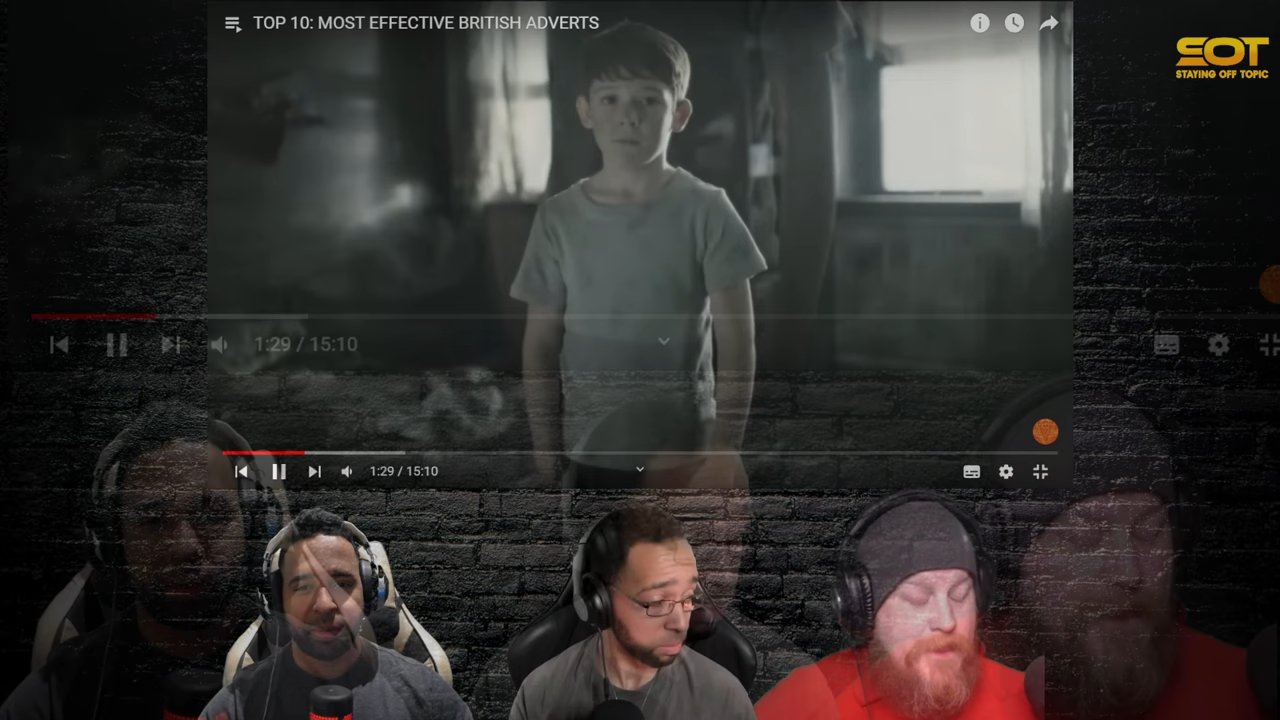 TOP 10: MOST EFFECTIVE BRITISH ADVERTS
SOT
STAYING OFF TOPIC
1:29 / 15:10
1:29 / 15:10